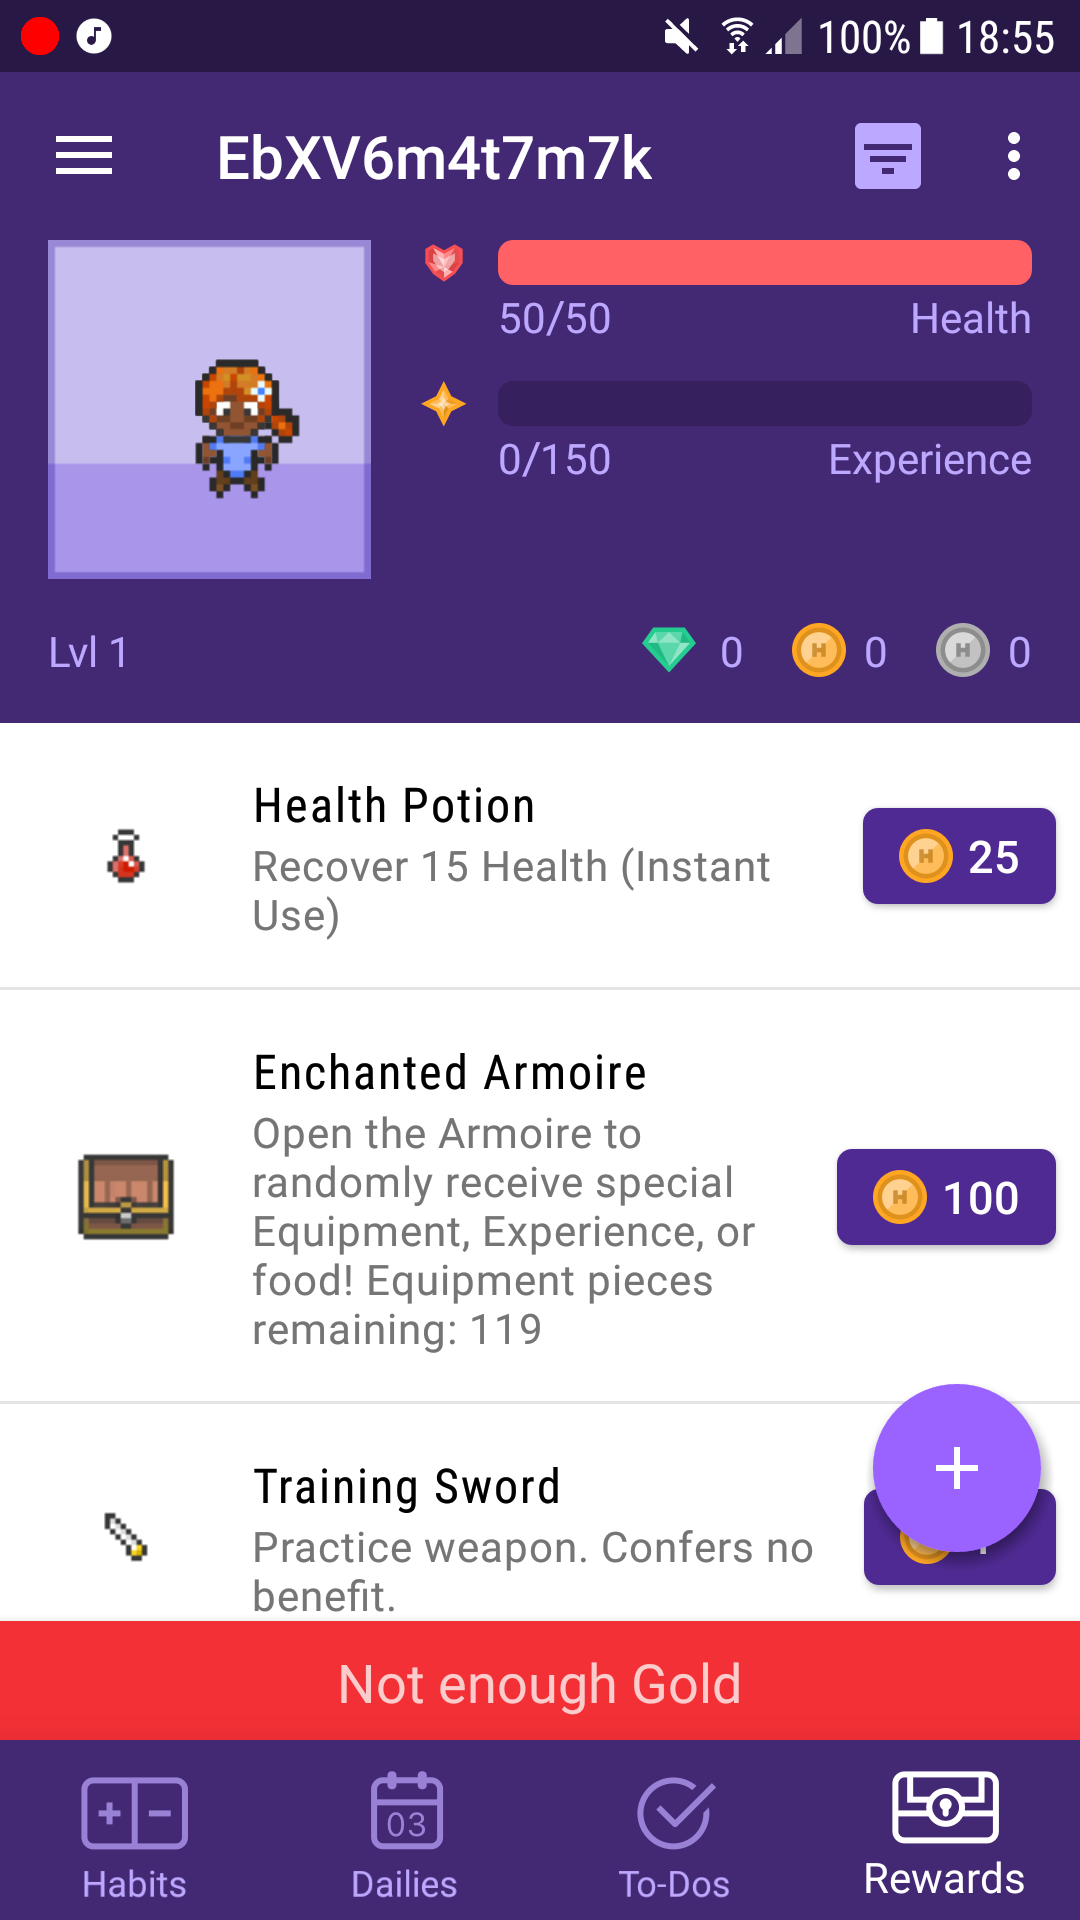 100% 18:55
EbXV6m4t7m7k
50/50 Health
0/150 Experience
Lvl 1 0 0 0
Health Potion
Recover 15 Health (Instant
Use)
25
Enchanted Armoire
Open the Armoire to
randomly receive special
Equipment, Experience, or
food! Equipment pieces
remaining: 119
100
Training Sword
Practice weapon. Confers no
benefit.
Not enough Gold
03
Habits Dailies To-Dos Rewards